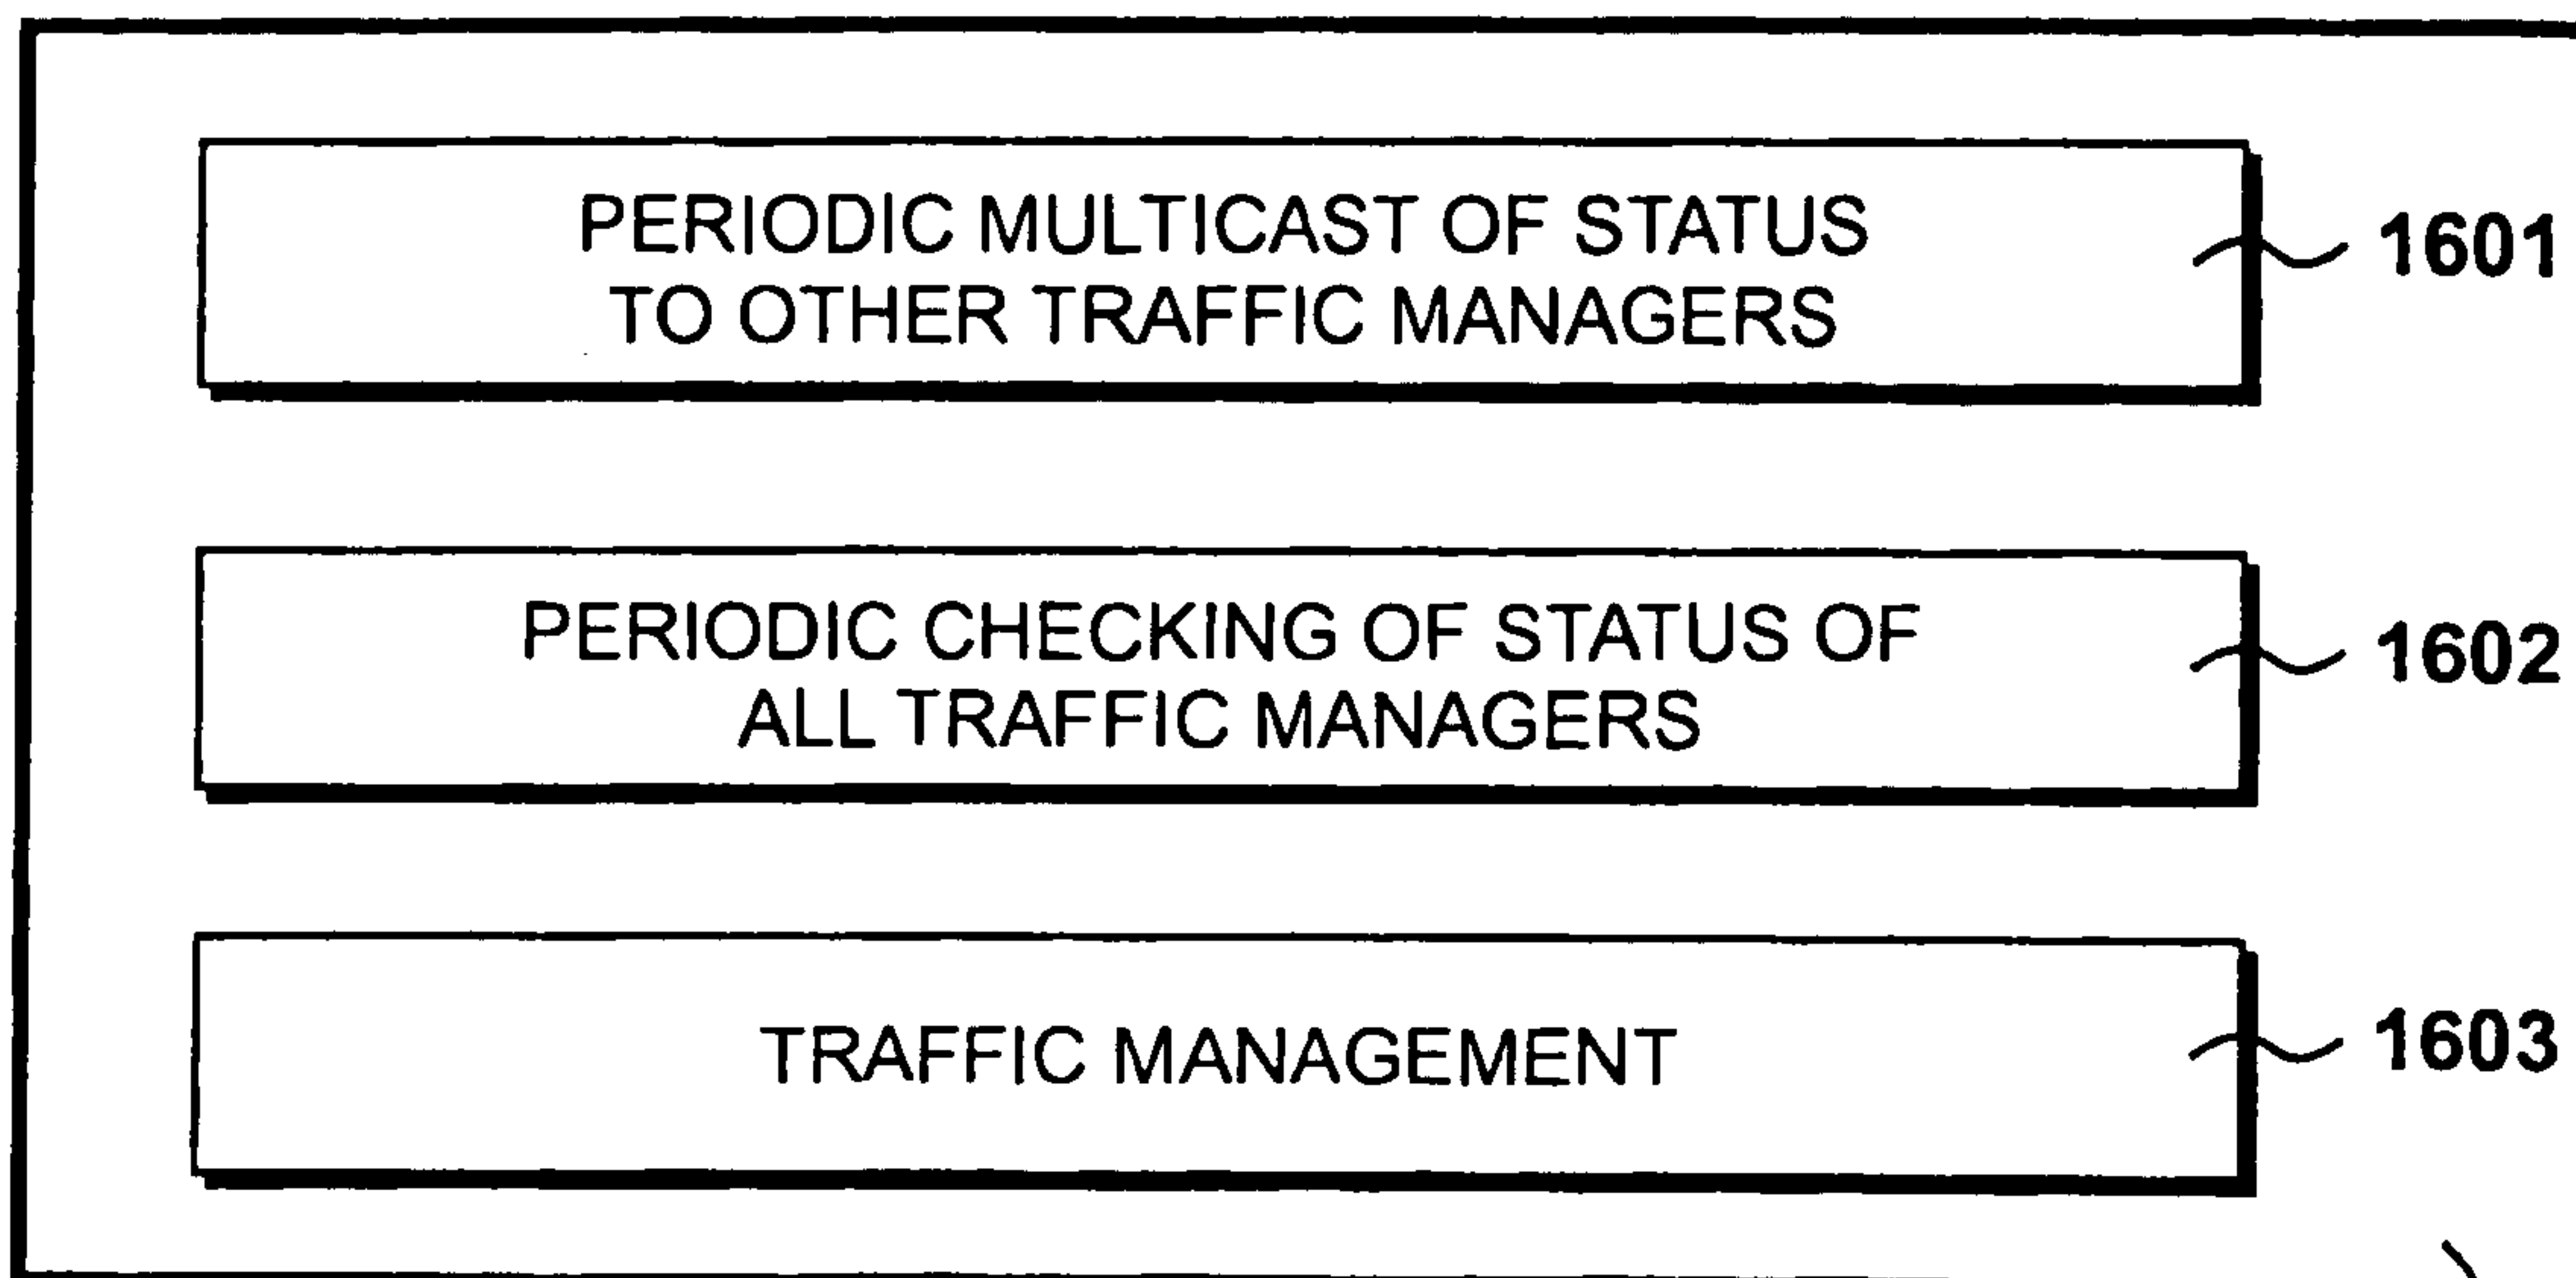 PERIODIC MULTICAST OF STATUS
TO OTHER TRAFFIC MANAGERS
1601
PERIODIC CHECKING OF STATUS OF
ALL TRAFFIC MANAGERS
1602
TRAFFIC MANAGEMENT
1603